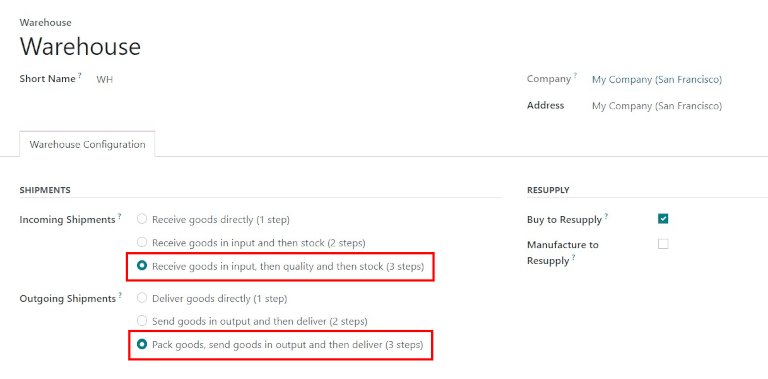 Warehouse
Warehouse
Short Name ? WH
Company ? My Company (San Francisco)
Address My Company (San Francisco)
Warehouse Configuration
SHIPMENTS
RESUPPLY
Incoming Shipments ? Receive goods directly (1 step)
Buy to Resupply ?
Receive goods in input and then stock (2 steps)
Manufacture to
Resupply ?
Receive goods in input, then quality and then stock (3 steps)
Outgoing Shipments ? Deliver goods directly (1 step)
Send goods in output and then deliver (2 steps)
Pack goods, send goods in output and then deliver (3 steps)